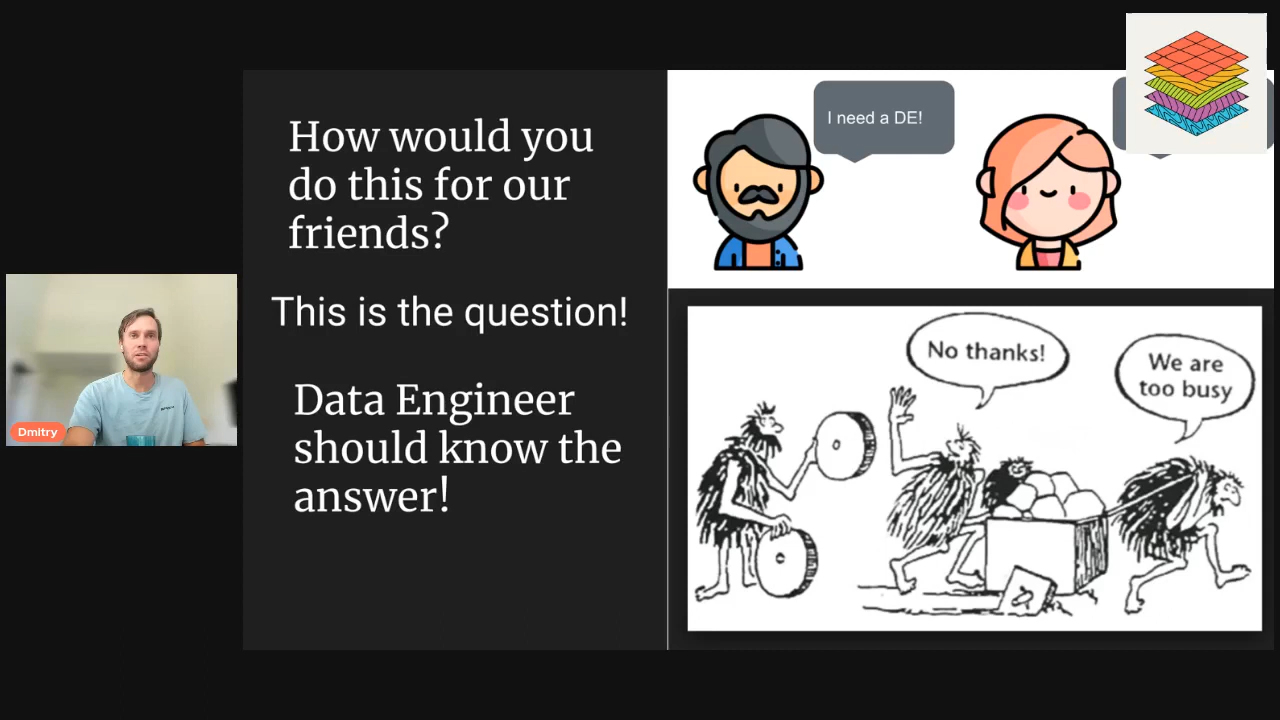 How would you
do this for our
friends?
This is the question!
Data Engineer
should know the
answer!
I need a DE!
No thanks!
We are
too busy
Dmitry